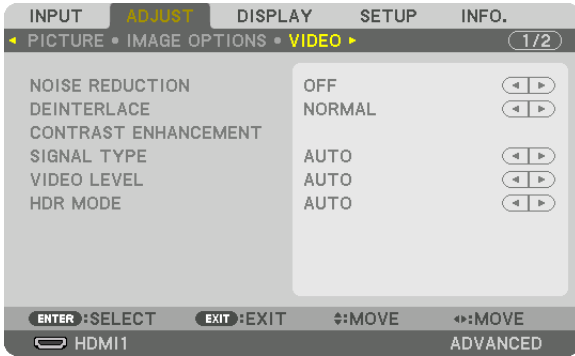 INPUT ADJUST DISPLAY SETUP INFO.
PICTURE • IMAGE OPTIONS • VIDEO 1/2
NOISE REDUCTION OFF
DEINTERLACE NORMAL
CONTRAST ENHANCEMENT
SIGNAL TYPE AUTO
VIDEO LEVEL AUTO
HDR MODE AUTO
ENTER :SELECT EXIT :EXIT :MOVE :MOVE
HDMI1 ADVANCED